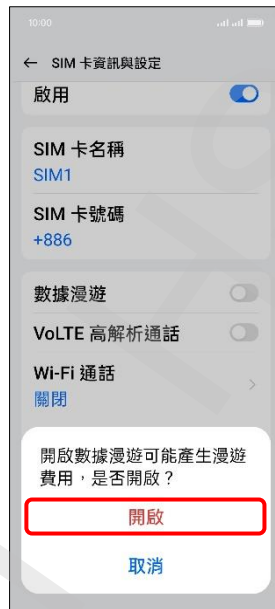 10:00
← SIM 卡資訊與設定
啟用
SIM 卡名稱
SIM1
SIM 卡號碼
+886
數據漫遊
VoLTE 高解析通話
Wi-Fi 通話
關閉
開啟數據漫遊可能產生漫遊
費用，是否開啟？
開啟
取消